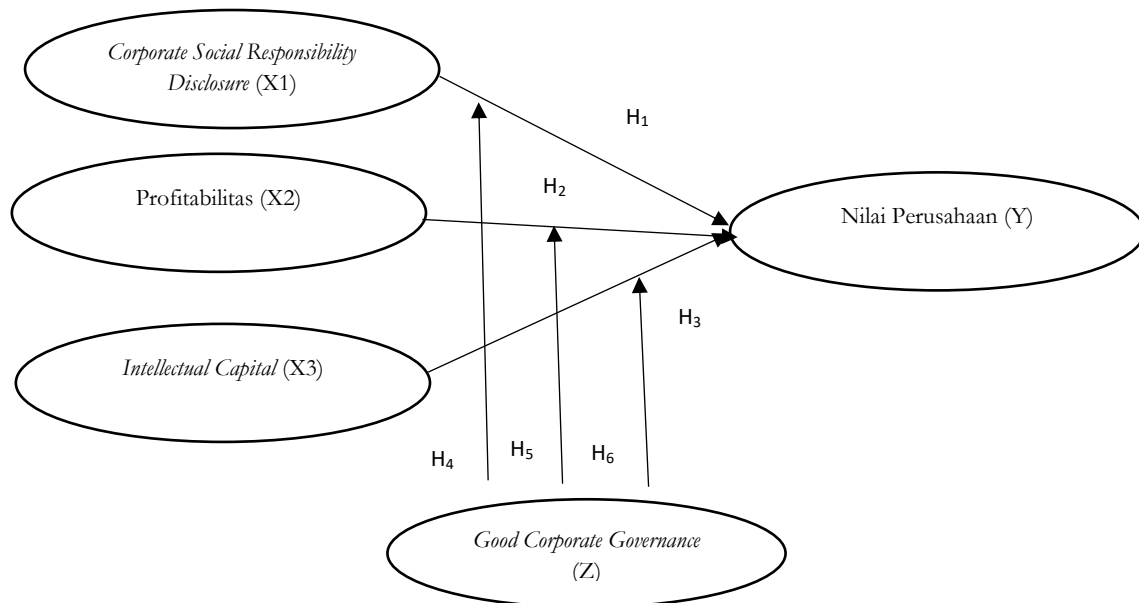 Corporate Social Responsibility
Disclosure (X1)
H₁
Profitabilitas (X2)
H₂
Nilai Perusahaan (Y)
H₃
Intellectual Capital (X3)
H₄
H₅
H₆
Good Corporate Governance
(Z)